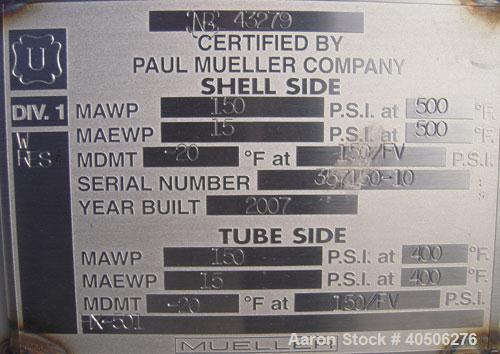 NB 43279
U
CERTIFIED BY
PAUL MUELLER COMPANY
SHELL SIDE
DIV. 1 MAWP 150 P.S.I. at 500 °F.
MAEWP 15 P.S.I. at 500 °F.
W
MDMT -20 °F at 150/FV P.S.I.
SERIAL NUMBER 357150-10
YEAR BUILT 2007
TUBE SIDE
MAWP 150 P.S.I. at 400 °F.
MAEWP 15 P.S.I. at 400 °F.
MDMT -20 °F at 150/FV P.S.I.
N-501
MUELLER
Aaron Stock # 40506276